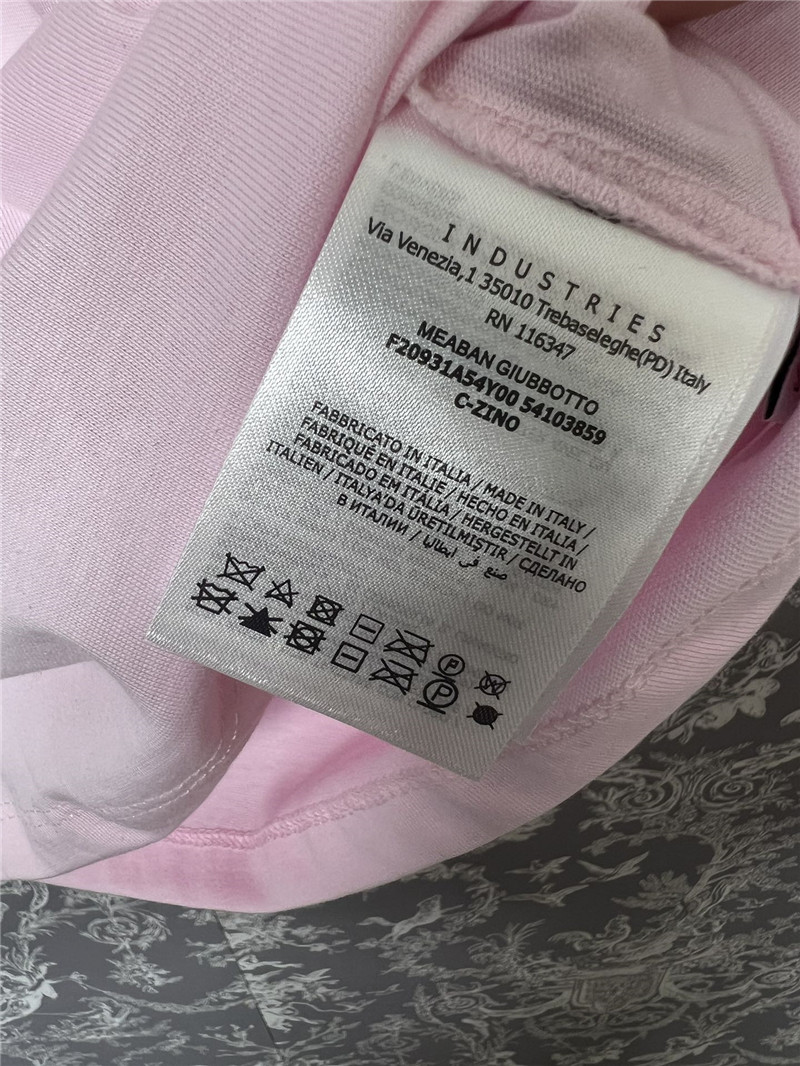 INDUSTRIES
Via Venezia,1 35010 Trebaseleghe(PD) Italy
RN 116347
MEABAN GIUBBOTTO
F20931A54Y00 54103859
C-ZINO
FABBRICATO IN ITALIA / MADE IN ITALY /
FABRIQUÉ EN ITALIE / HECHO EN ITALIA /
FABRICADO EM ITÁLIA / HERGESTELLT IN
ITALIEN / ITALYA'DA ÜRETILMIŞTIR / СДЕЛАНО
В ИТАЛИИ / صنع في ايطاليا
P
W
P